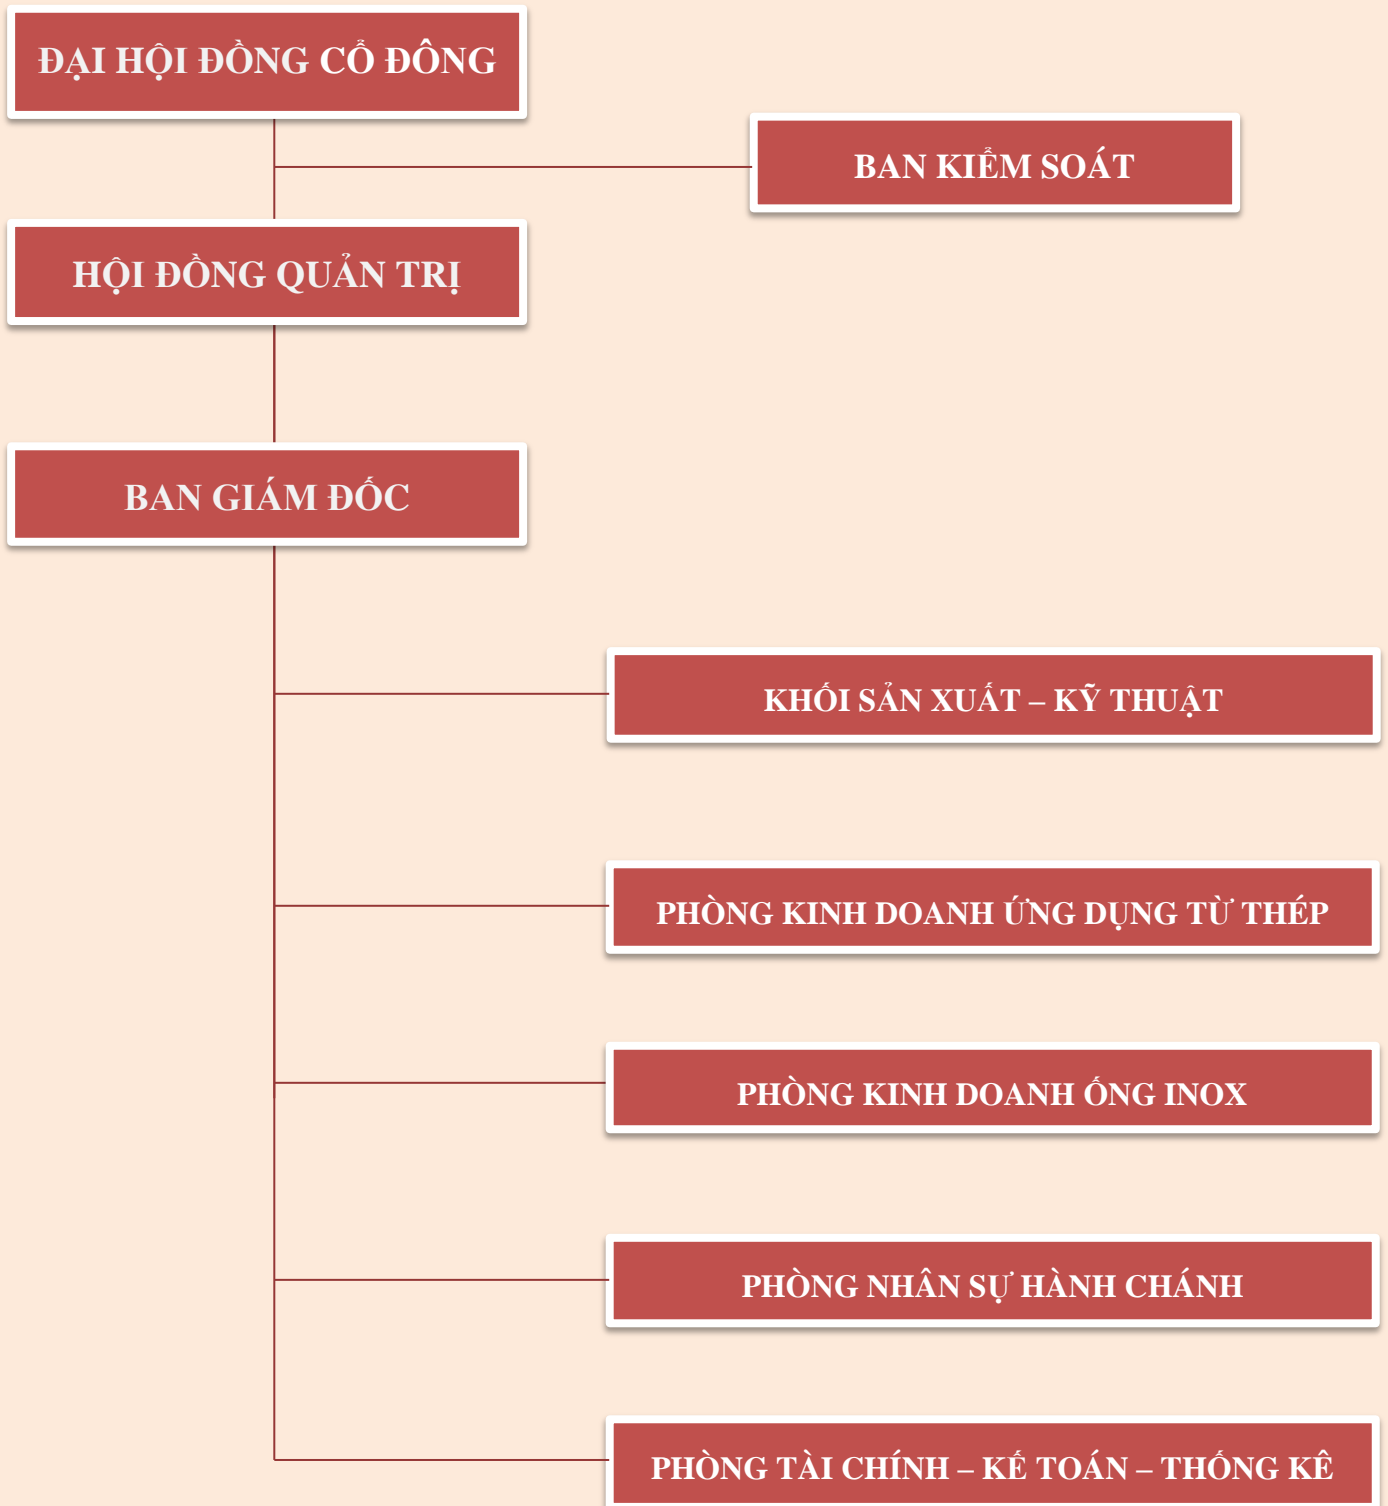 ĐẠI HỘI ĐỒNG CỔ ĐÔNG
BAN KIỂM SOÁT
HỘI ĐỒNG QUẢN TRỊ
BAN GIÁM ĐỐC
KHỐI SẢN XUẤT – KỸ THUẬT
PHÒNG KINH DOANH ỨNG DỤNG TỪ THÉP
PHÒNG KINH DOANH ỐNG INOX
PHÒNG NHÂN SỰ HÀNH CHÁNH
PHÒNG TÀI CHÍNH – KẾ TOÁN – THỐNG KÊ